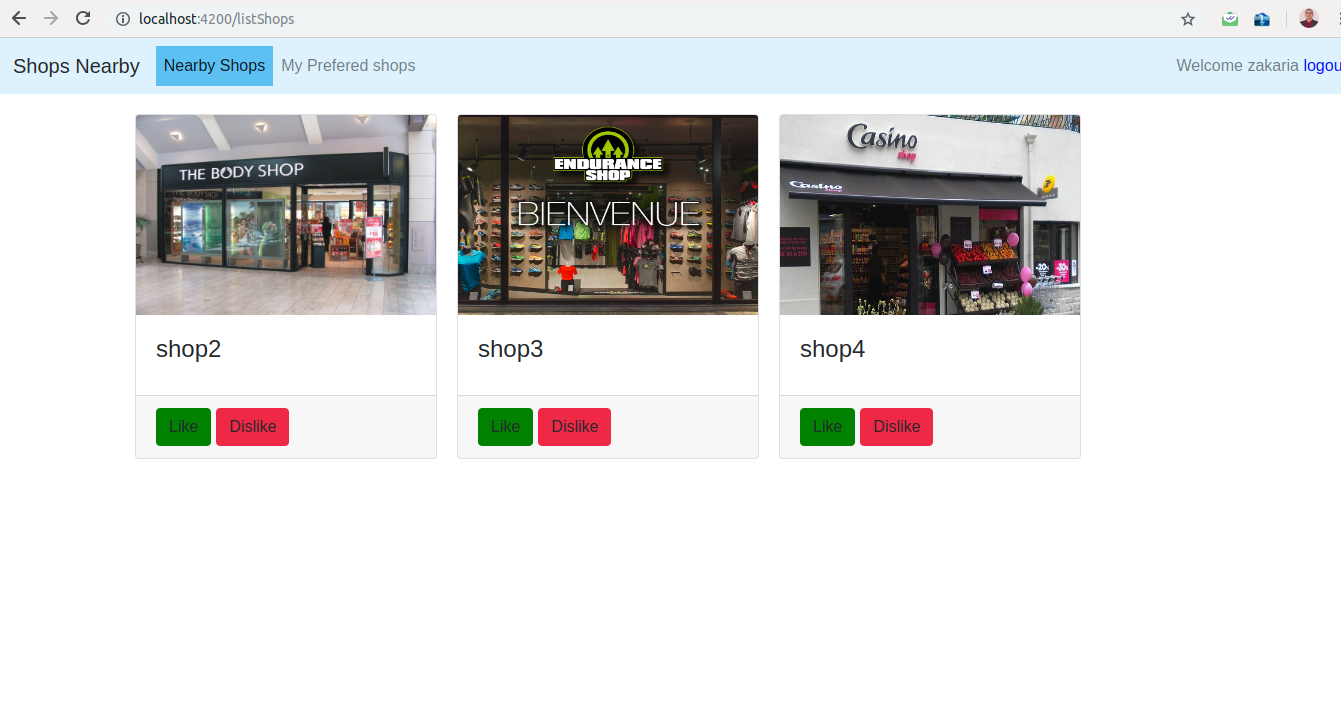 localhost:4200/listShops
Shops Nearby
Nearby Shops
My Prefered shops
Welcome zakaria logou
THE BODY SHOP
ENDURANCE
SHOP
BIENVENUE
Casino
shop
Casino
shop2
shop3
shop4
Like
Dislike
Like
Dislike
Like
Dislike